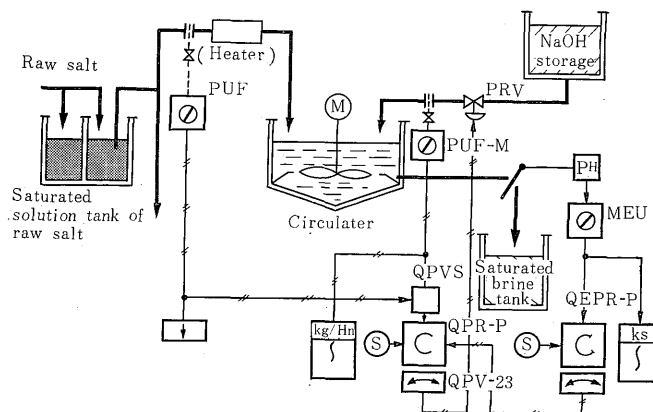 Raw salt
(Heater)
PUF
M
PRV
NaOH
storage
PUF-M
PH
MEU
Saturated
solution tank of
raw salt
Circulater
Saturated
brine
tank
QPVS
QEPR-P
kg/Hn
QPR-P
S
C
S
C
ks
QPV-23